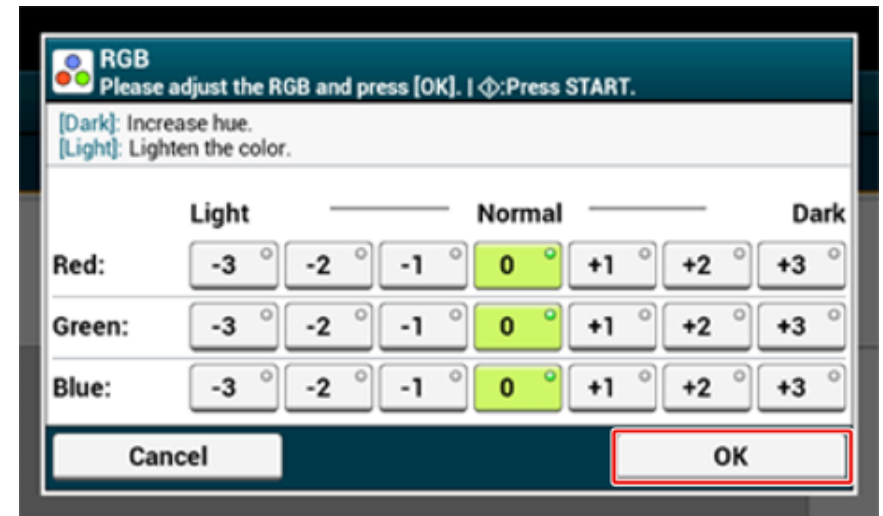 RGB
Please adjust the RGB and press [OK]. | :Press START.
[Dark]: Increase hue.
[Light]: Lighten the color.
Light Normal Dark
Red: -3 -2 -1 0 +1 +2 +3
Green: -3 -2 -1 0 +1 +2 +3
Blue: -3 -2 -1 0 +1 +2 +3
Cancel OK